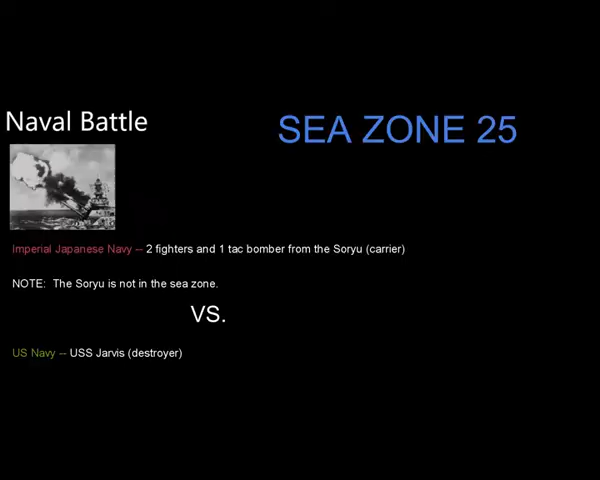 Naval Battle
SEA ZONE 25
Imperial Japanese Navy -- 2 fighters and 1 tac bomber from the Soryu (carrier)
NOTE:  The Soryu is not in the sea zone.
VS.
US Navy -- USS Jarvis (destroyer)